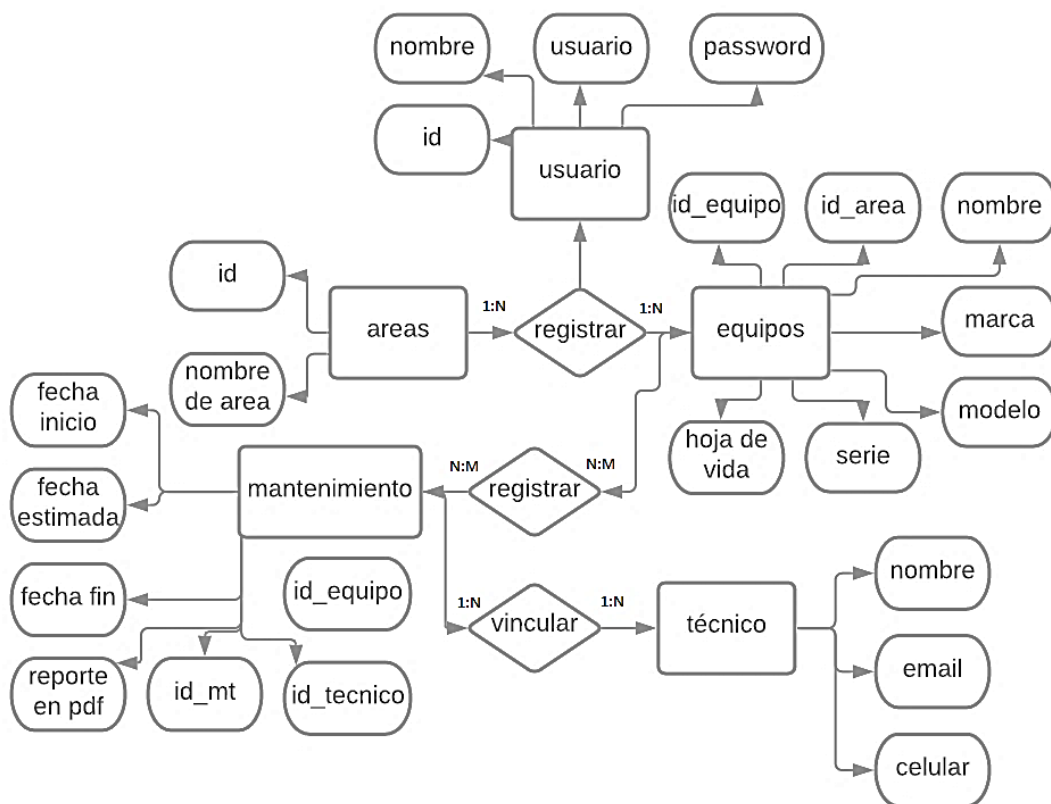 nombre
usuario
password
id
usuario
id_equipo
id_area
nombre
id
areas
1:N
registrar
1:N
equipos
marca
nombre
de area
fecha
inicio
modelo
hoja de
vida
serie
mantenimiento
N:M
registrar
N:M
fecha
estimada
fecha fin
id_equipo
1:N
vincular
1:N
técnico
nombre
reporte
en pdf
id_mt
id_tecnico
email
celular